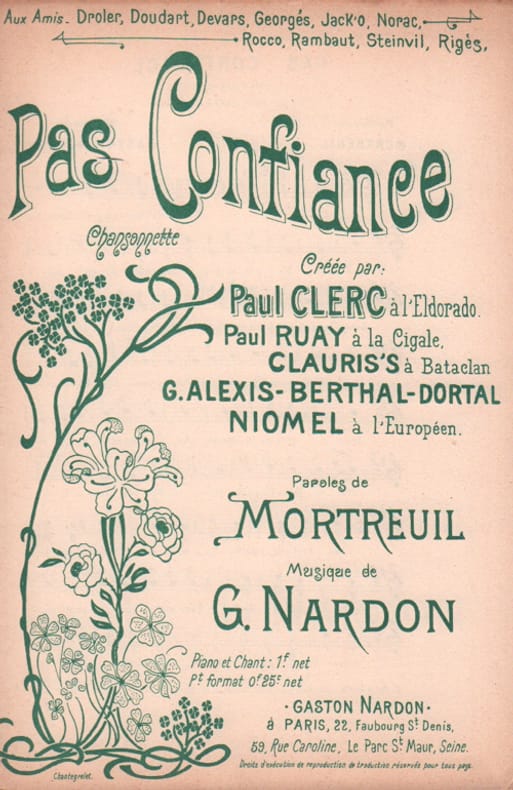 Aux Amis. Droler, Doudart, Devars, Georgés, Jack'o, Norac,
Rocco, Rambaut, Steinvil, Rigès,
Pas Confiance
Chansonnette
Créée par:
Paul CLERC à l'Eldorado.
Paul RUAY à la Cigale,
CLAURIS'S à Bataclan
G. ALEXIS - BERTHAL - DORTAL
NIOMEL à l'Européen.
Paroles de
MORTREUIL
Musique de
G. NARDON
Piano et Chant: 1f net
Pt format 0f 25c net
· GASTON NARDON ·
à PARIS, 22, Faubourg St Denis,
59, Rue Caroline, Le Parc St Maur, Seine.
Droits d'exécution de reproduction de traduction réservés pour tous pays.
Chantegrelet.